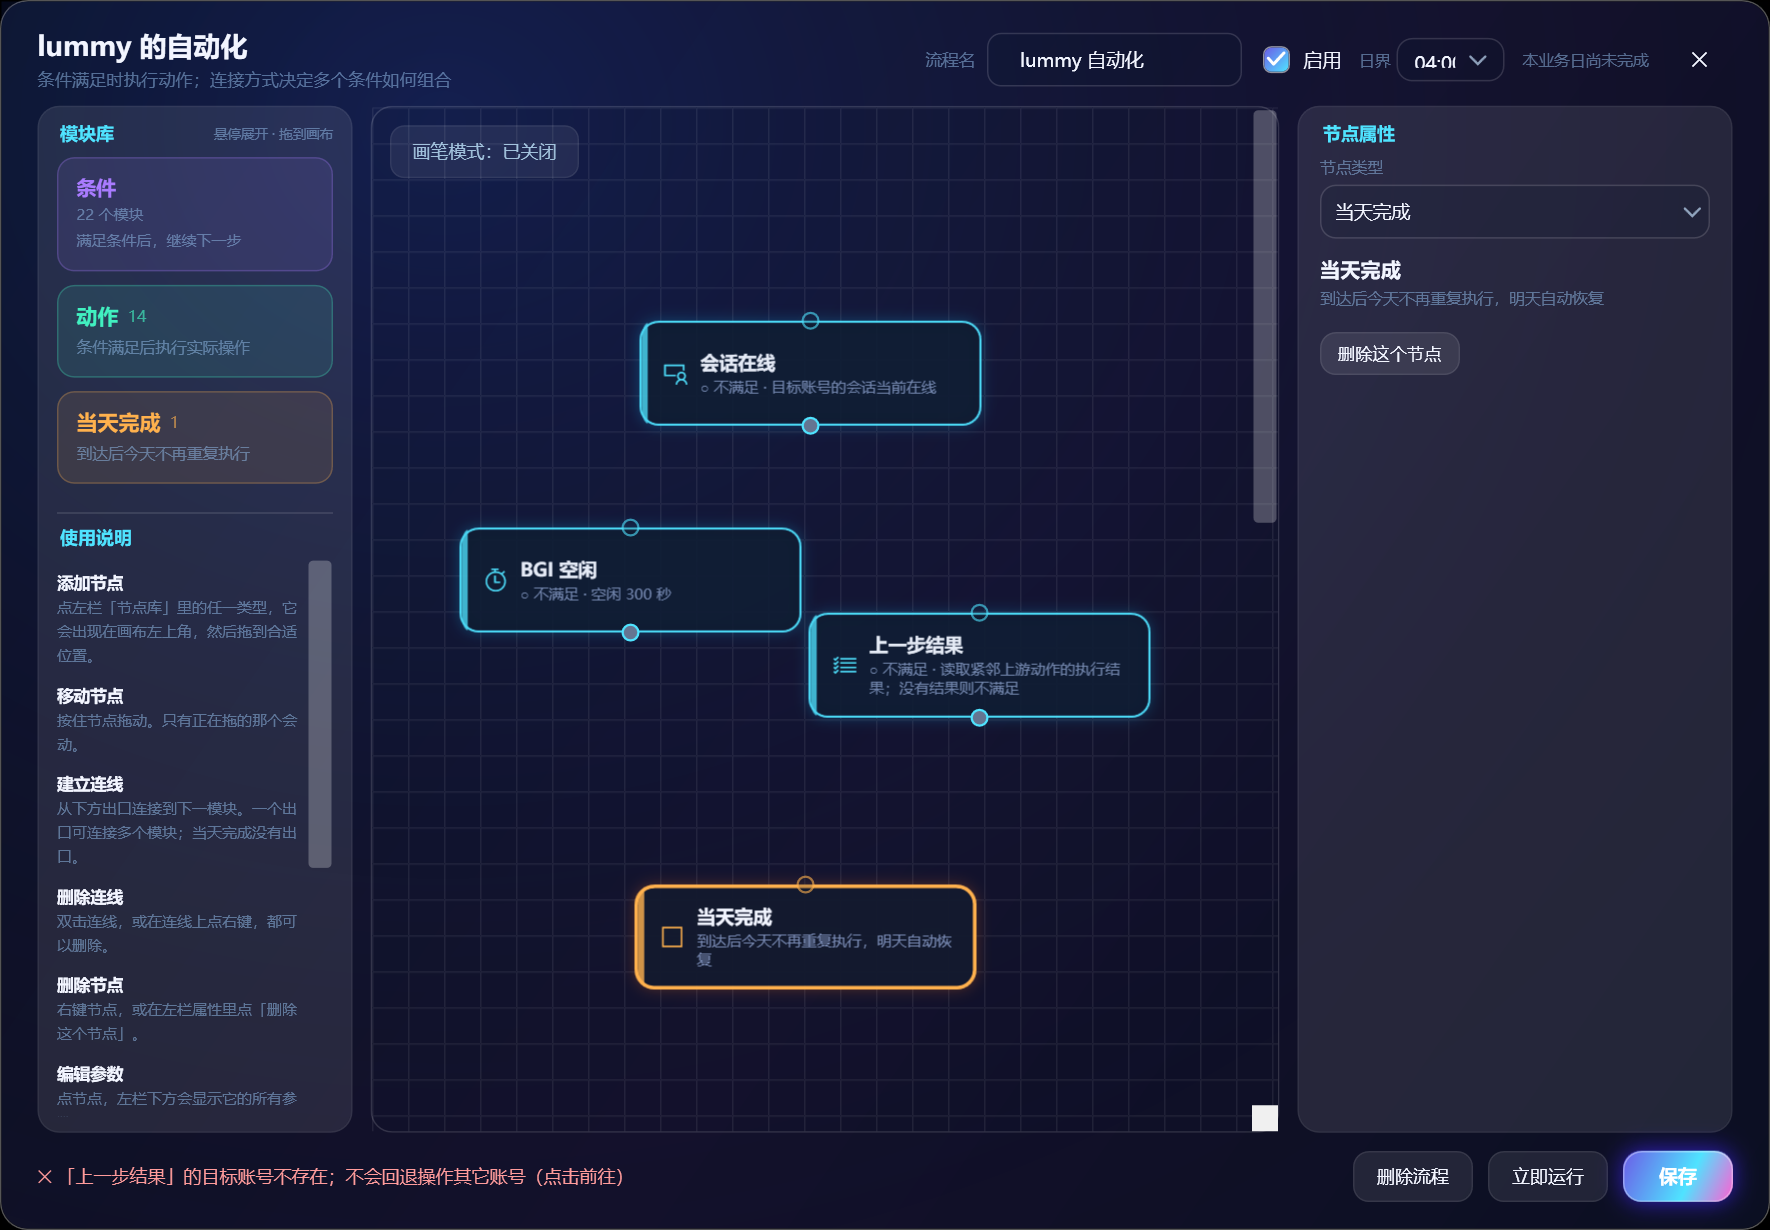 lummy 的自动化
条件满足时执行动作；连接方式决定多个条件如何组合
流程名
lummy 自动化
启用
日界
04:0
本业务日尚未完成
模块库
悬停展开 · 拖到画布
条件
22 个模块
满足条件后，继续下一步
动作 14
条件满足后执行实际操作
当天完成 1
到达后今天不再重复执行
使用说明
添加节点
点左栏「节点库」里的任一类型，它
会出现在画布左上角，然后拖到合适
位置。
移动节点
按住节点拖动。只有正在拖的那个会
动。
建立连线
从下方出口连接到下一模块。一个出
口可连接多个模块；当天完成没有出
口。
删除连线
双击连线，或在连线上点右键，都可
以删除。
删除节点
右键节点，或在左栏属性里点「删除
这个节点」。
编辑参数
点节点，左栏下方会显示它的所有参
画笔模式：已关闭
会话在线
○ 不满足 · 目标账号的会话当前在线
BGI 空闲
○ 不满足 · 空闲 300 秒
上一步结果
○ 不满足 · 读取紧邻上游动作的执行结
果；没有结果则不满足
当天完成
到达后今天不再重复执行，明天自动恢
复
节点属性
节点类型
当天完成
当天完成
到达后今天不再重复执行，明天自动恢复
删除这个节点
「上一步结果」的目标账号不存在；不会回退操作其它账号（点击前往）
删除流程
立即运行
保存